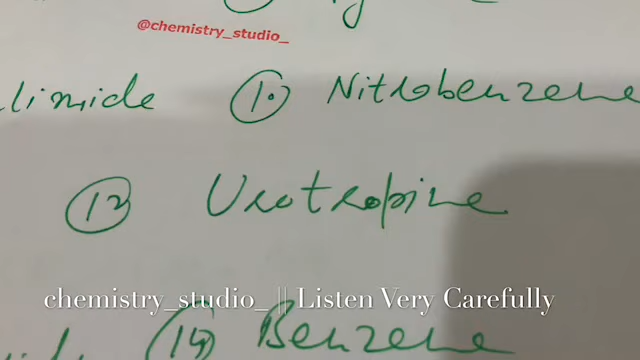 @chemistry_studio_
limide (10) Nitrobenzene
(12) Urotropine
chemistry_studio_ || Listen Very Carefully
(14) Benzene